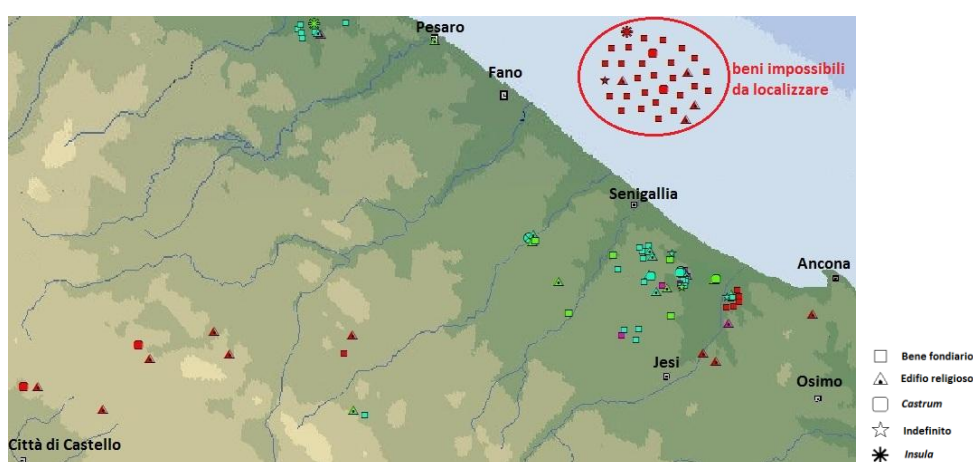 Pesaro
beni impossibili
da localizzare
Fano
Senigallia
Ancona
Jesi
Osimo
Città di Castello
Bene fondiario
Edifio religioso
Castrum
Indefinito
Insula